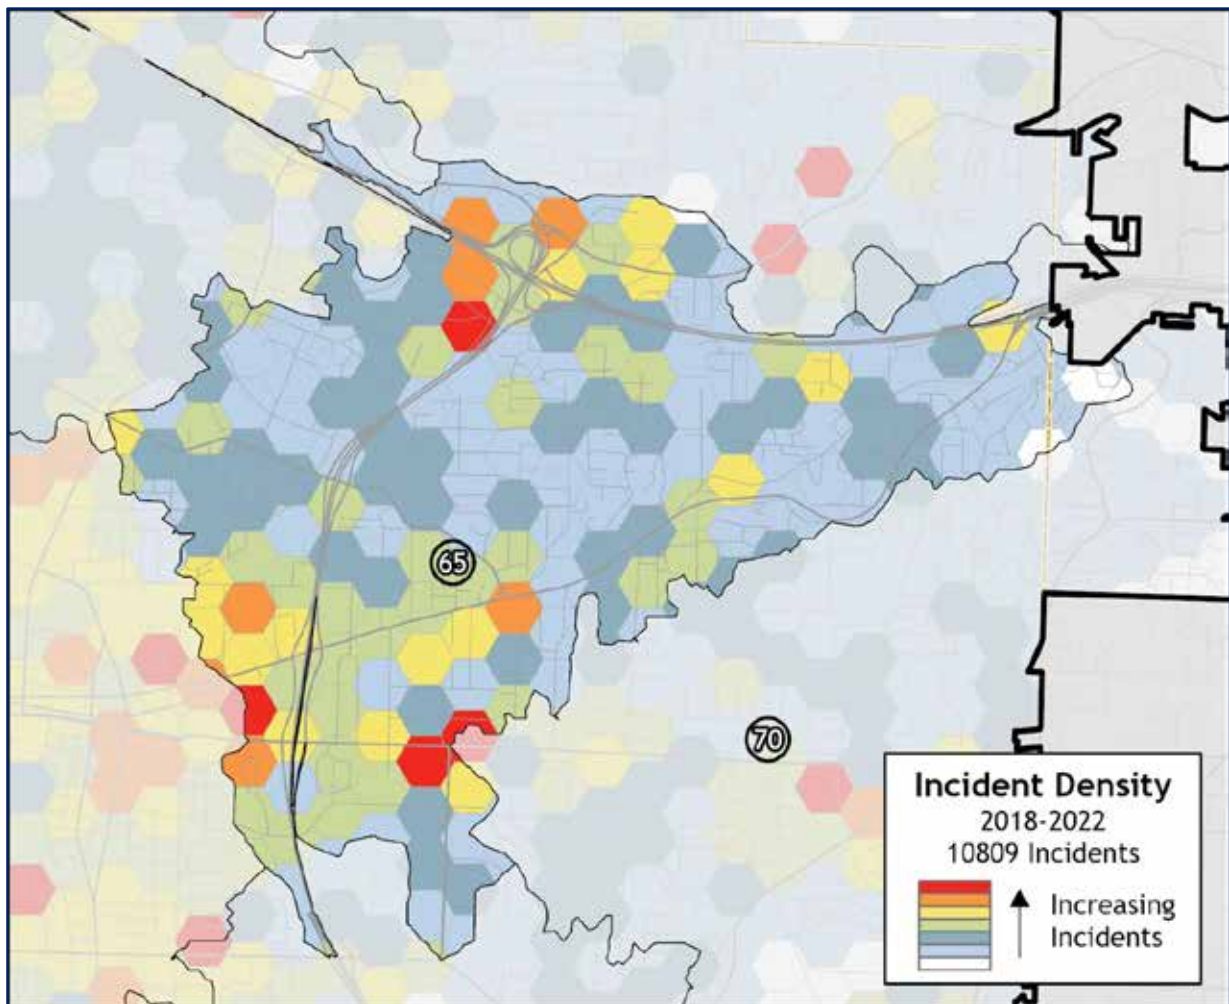 65
70
Incident Density
2018-2022
10809 Incidents
Increasing
Incidents